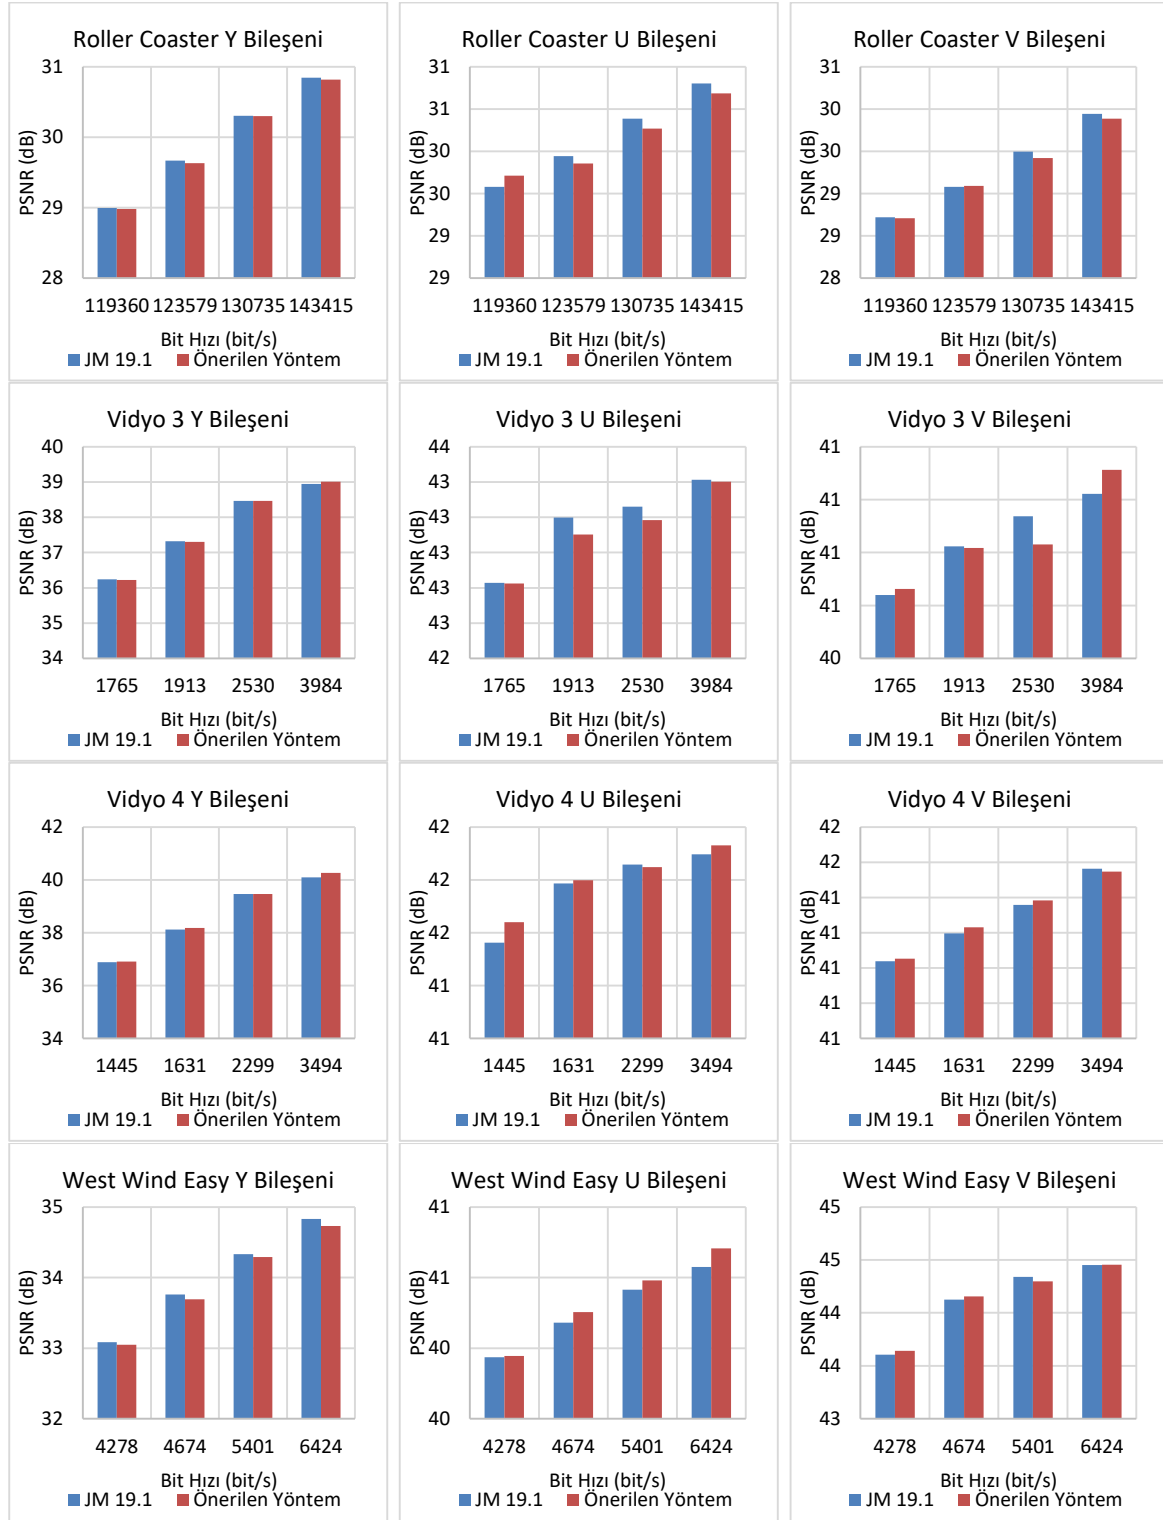 Roller Coaster Y Bileşeni
PSNR (dB)
31
30
29
28
119360 123579 130735 143415
Bit Hızı (bit/s)
JM 19.1 Önerilen Yöntem
Roller Coaster U Bileşeni
PSNR (dB)
31
31
30
30
29
29
119360 123579 130735 143415
Bit Hızı (bit/s)
JM 19.1 Önerilen Yöntem
Roller Coaster V Bileşeni
PSNR (dB)
31
30
30
29
29
28
119360 123579 130735 143415
Bit Hızı (bit/s)
JM 19.1 Önerilen Yöntem
Vidyo 3 Y Bileşeni
PSNR (dB)
40
39
38
37
36
35
34
1765 1913 2530 3984
Bit Hızı (bit/s)
JM 19.1 Önerilen Yöntem
Vidyo 3 U Bileşeni
PSNR (dB)
44
43
43
43
43
43
42
1765 1913 2530 3984
Bit Hızı (bit/s)
JM 19.1 Önerilen Yöntem
Vidyo 3 V Bileşeni
PSNR (dB)
41
41
41
41
40
1765 1913 2530 3984
Bit Hızı (bit/s)
JM 19.1 Önerilen Yöntem
Vidyo 4 Y Bileşeni
PSNR (dB)
42
40
38
36
34
1445 1631 2299 3494
Bit Hızı (bit/s)
JM 19.1 Önerilen Yöntem
Vidyo 4 U Bileşeni
PSNR (dB)
42
42
42
41
41
1445 1631 2299 3494
Bit Hızı (bit/s)
JM 19.1 Önerilen Yöntem
Vidyo 4 V Bileşeni
PSNR (dB)
42
42
41
41
41
41
41
1445 1631 2299 3494
Bit Hızı (bit/s)
JM 19.1 Önerilen Yöntem
West Wind Easy Y Bileşeni
PSNR (dB)
35
34
33
32
4278 4674 5401 6424
Bit Hızı (bit/s)
JM 19.1 Önerilen Yöntem
West Wind Easy U Bileşeni
PSNR (dB)
41
41
40
40
4278 4674 5401 6424
Bit Hızı (bit/s)
JM 19.1 Önerilen Yöntem
West Wind Easy V Bileşeni
PSNR (dB)
45
45
44
44
43
4278 4674 5401 6424
Bit Hızı (bit/s)
JM 19.1 Önerilen Yöntem